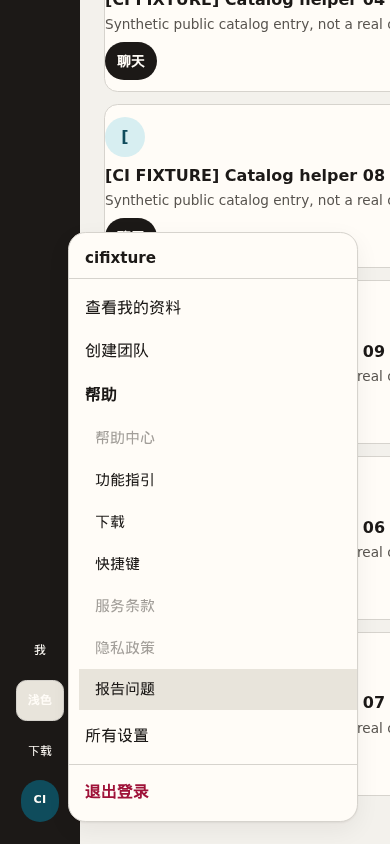 [CI FIXTURE] Catalog helper 04
Synthetic public catalog entry, not a real
聊天
[
[CI FIXTURE] Catalog helper 08
Synthetic public catalog entry, not a real
cifixture
查看我的资料
创建团队
帮助
帮助中心
功能指引
下载
快捷键
服务条款
隐私政策
报告问题
所有设置
退出登录
09
real
06
real
07
real
我
浅色
下载
CI